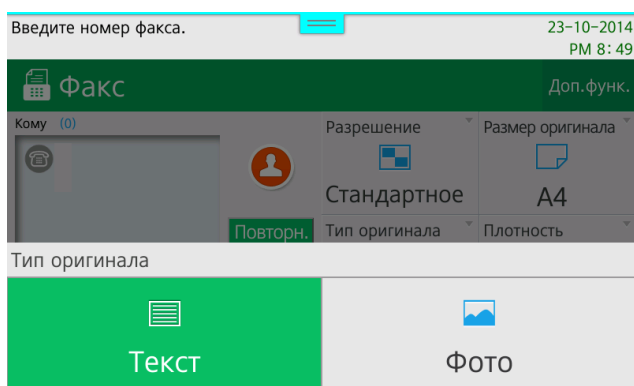 Введите номер факса.
23-10-2014
PM 8: 49
Факс
Доп.функ.
Кому (0)
Разрешение
Стандартное
Размер оригинала
A4
Повторн.
Тип оригинала
Плотность
Тип оригинала
Текст
Фото